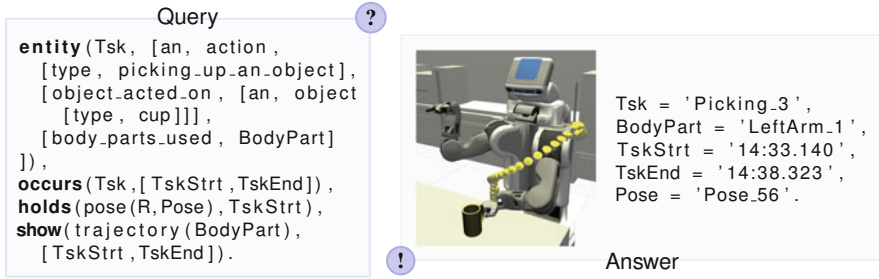 Query
?
entity(Tsk, [an, action,
[type, picking_up_an_object],
[object_acted_on, [an, object
[type, cup]]],
[body_parts_used, BodyPart]
]),
occurs(Tsk,[TskStrt,TskEnd]),
holds(pose(R,Pose),TskStrt),
show(trajectory(BodyPart),
[TskStrt,TskEnd]).
Tsk = 'Picking_3',
BodyPart = 'LeftArm_1',
TskStrt = '14:33.140',
TskEnd = '14:38.323',
Pose = 'Pose_56'.
!
Answer